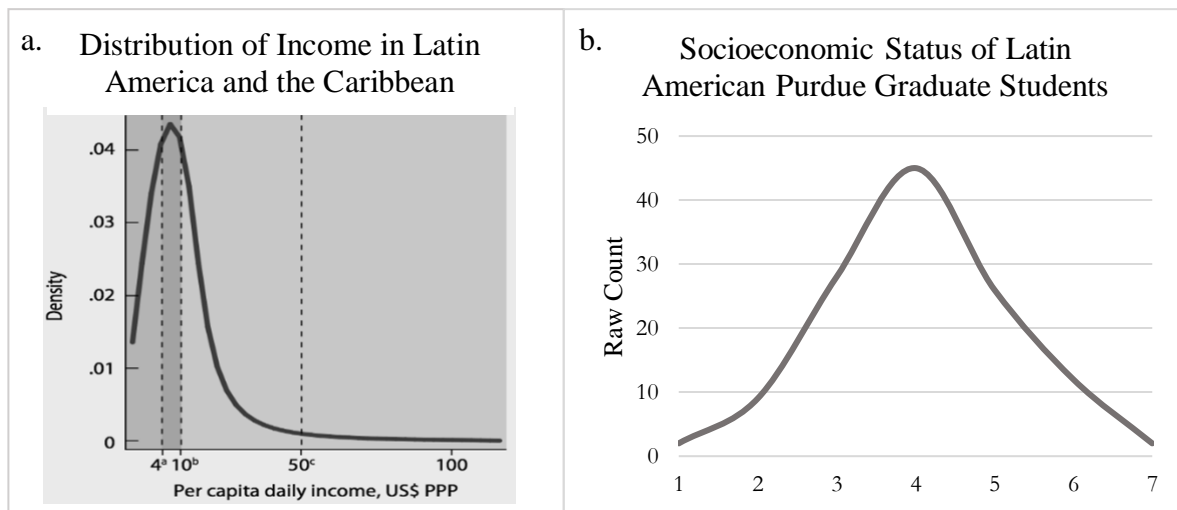 a.
Distribution of Income in Latin
America and the Caribbean
.04
.03
.02
.01
0
Density
4ᵃ 10ᵇ 50ᶜ 100
Per capita daily income, US$ PPP
b.
Socioeconomic Status of Latin
American Purdue Graduate Students
50
40
30
20
10
0
Raw Count
1 2 3 4 5 6 7